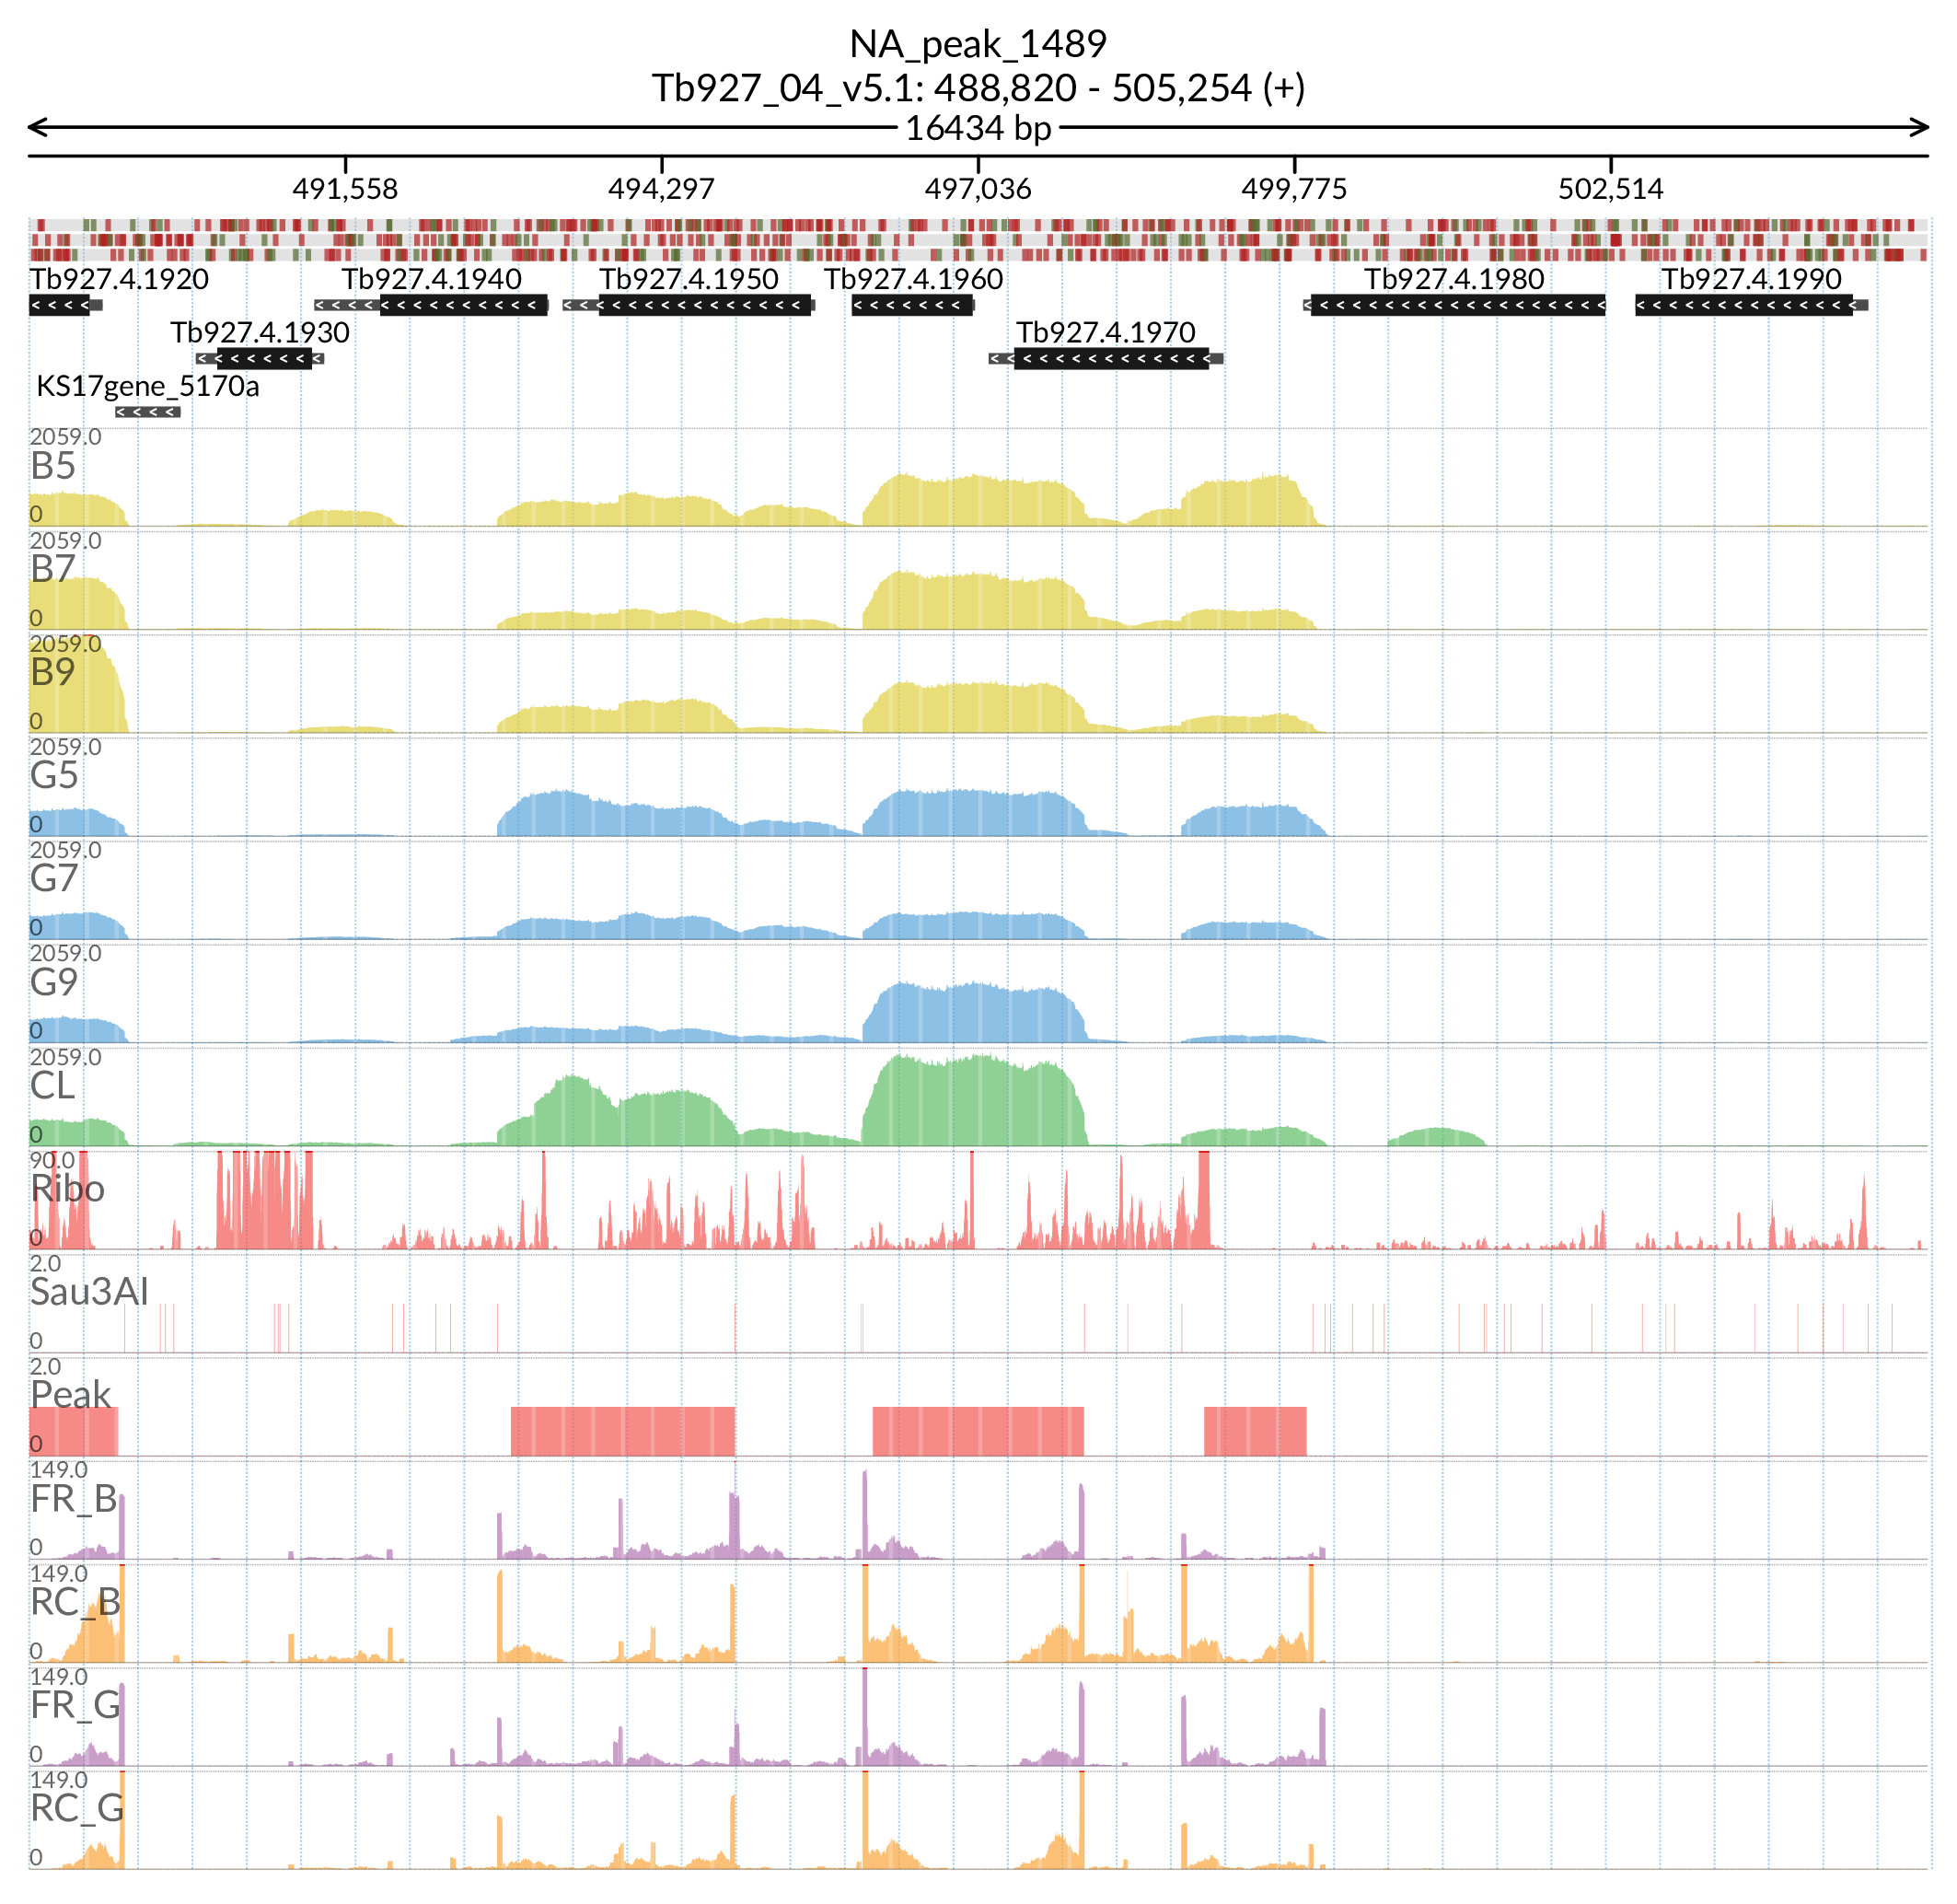 NA_peak_1489
Tb927_04_v5.1: 488,820 - 505,254 (+)
16434 bp
491,558 494,297 497,036 499,775 502,514
Tb927.4.1920 Tb927.4.1940 Tb927.4.1950 Tb927.4.1960 Tb927.4.1980 Tb927.4.1990
Tb927.4.1930 Tb927.4.1970
KS17gene_5170a
2059.0
B5
0
2059.0
B7
0
2059.0
B9
0
2059.0
G5
0
2059.0
G7
0
2059.0
G9
0
2059.0
CL
0
90.0
Ribo
0
2.0
Sau3AI
0
2.0
Peak
0
149.0
FR_B
0
149.0
RC_B
0
149.0
FR_G
0
149.0
RC_G
0